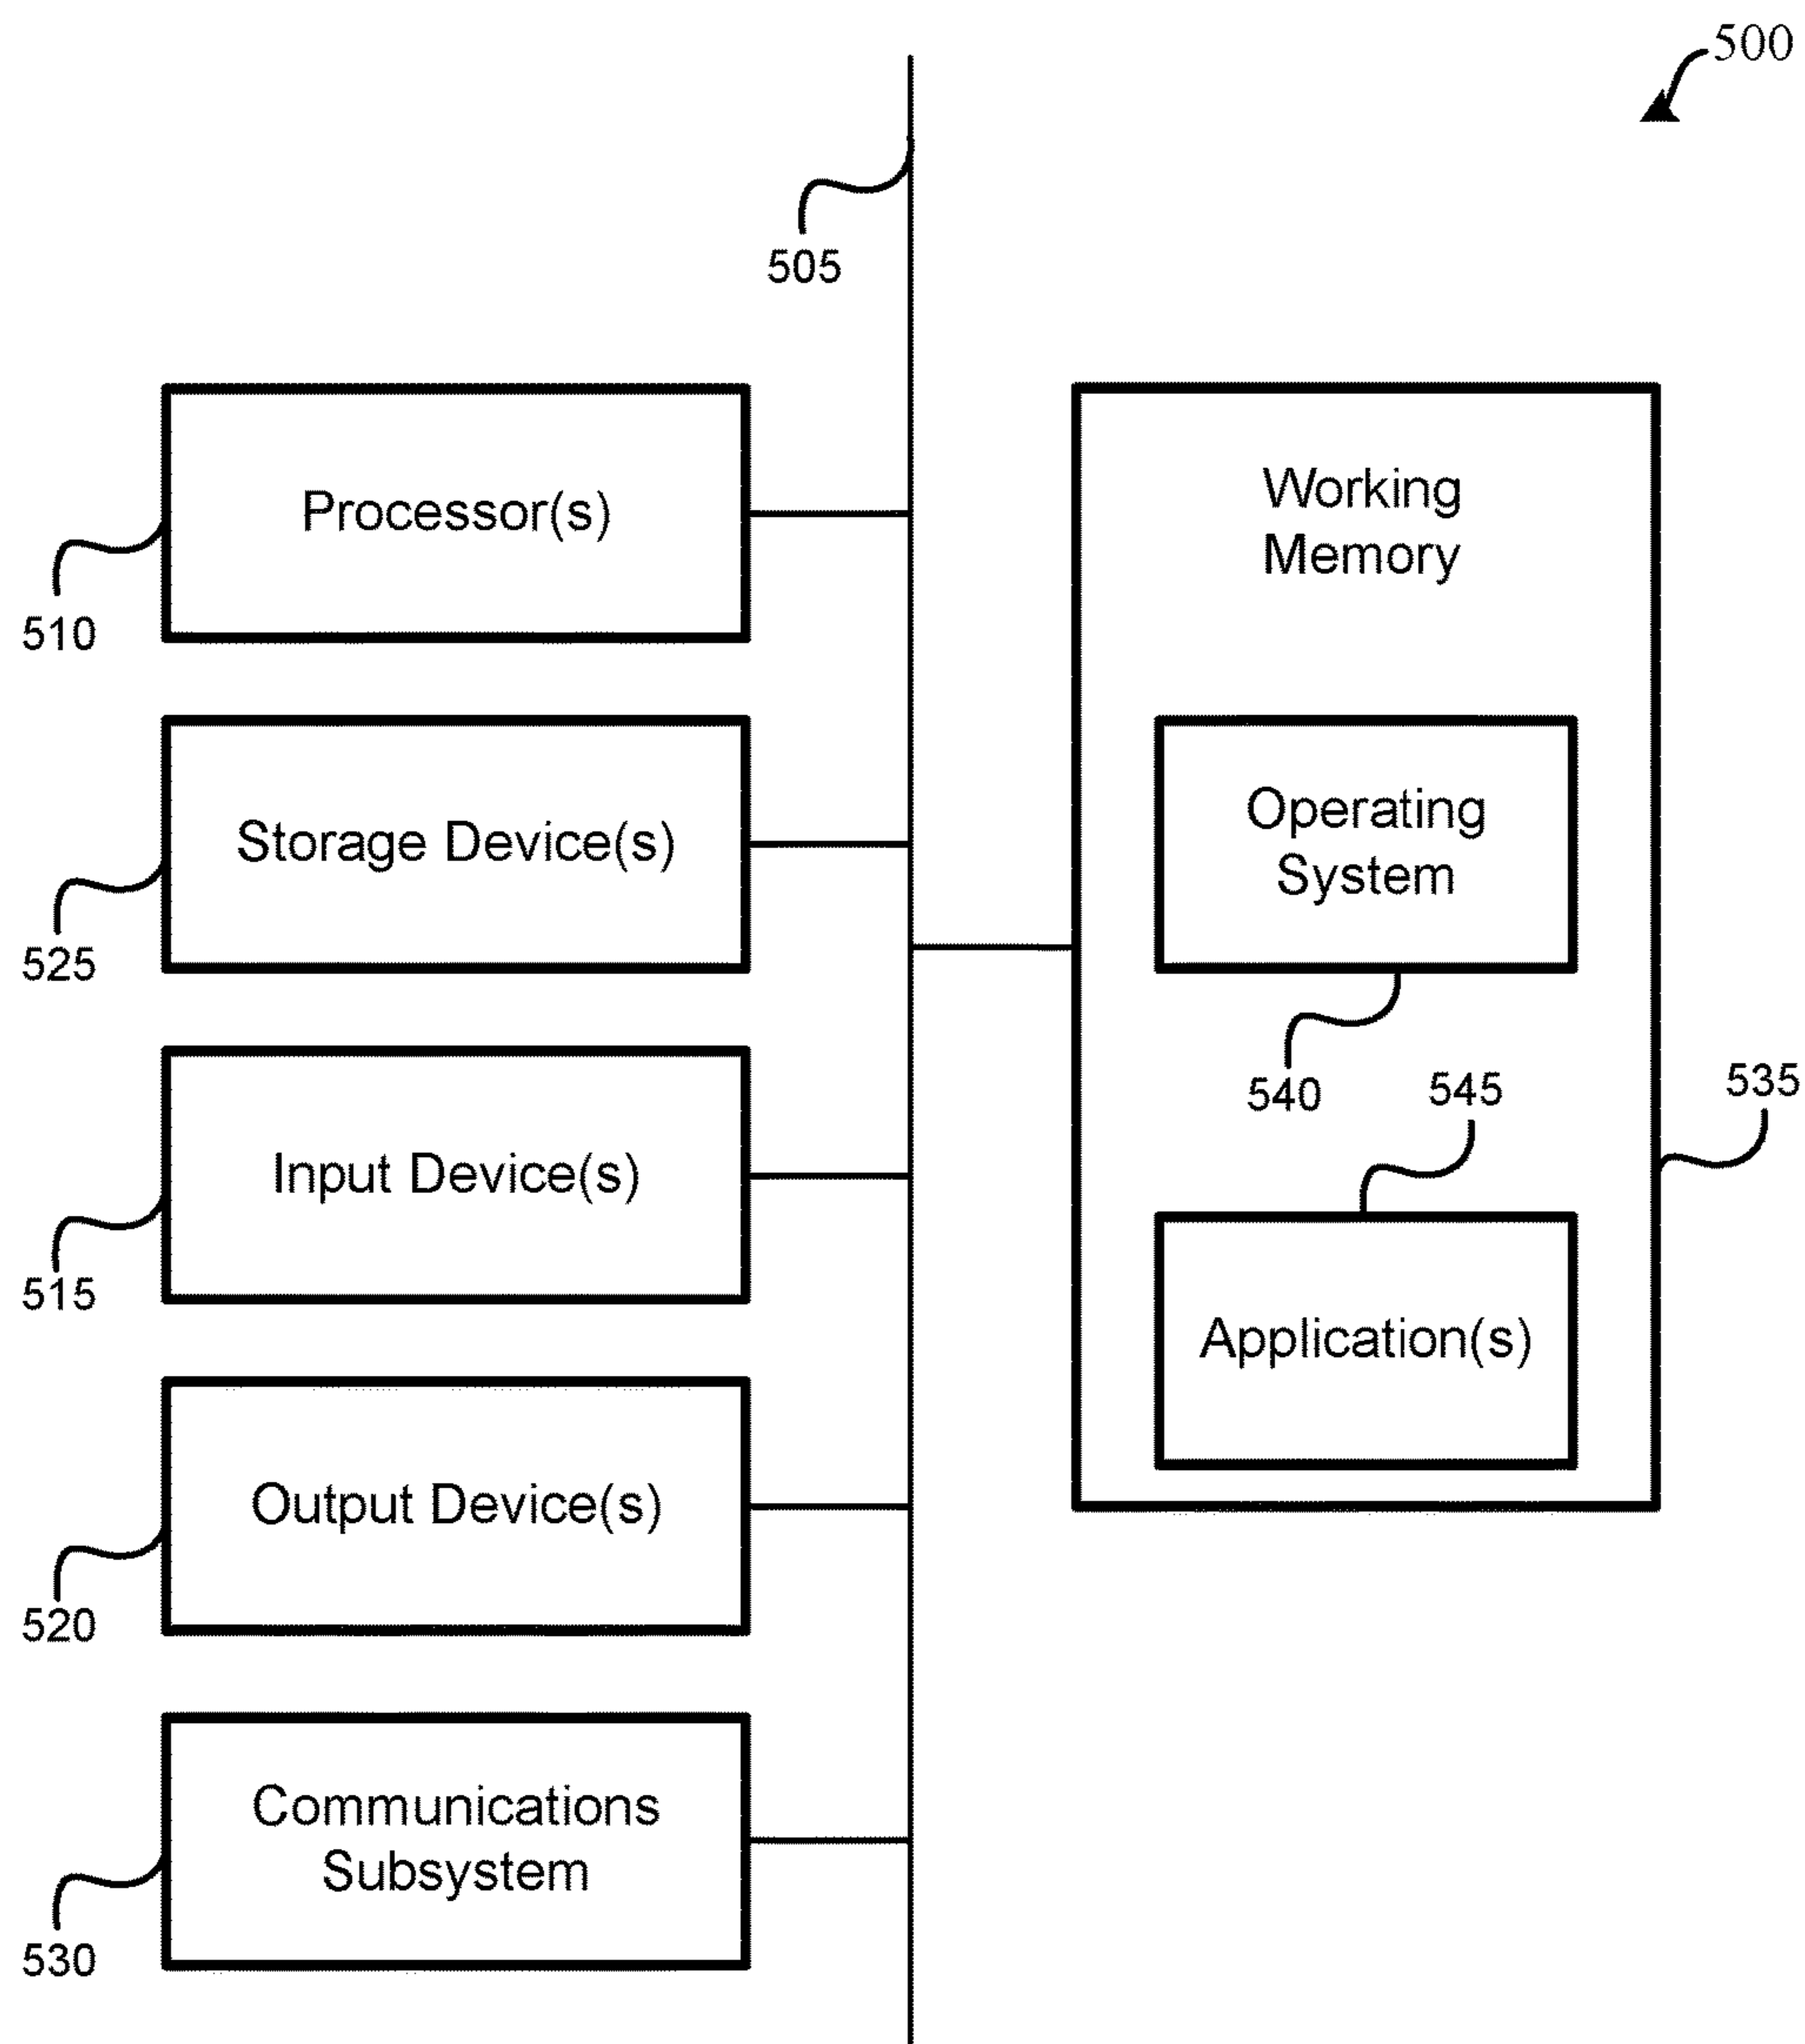 500
505
Processor(s)
510
Storage Device(s)
525
Input Device(s)
515
Output Device(s)
520
Communications
Subsystem
530
Working
Memory
Operating
System
540
545
535
Application(s)